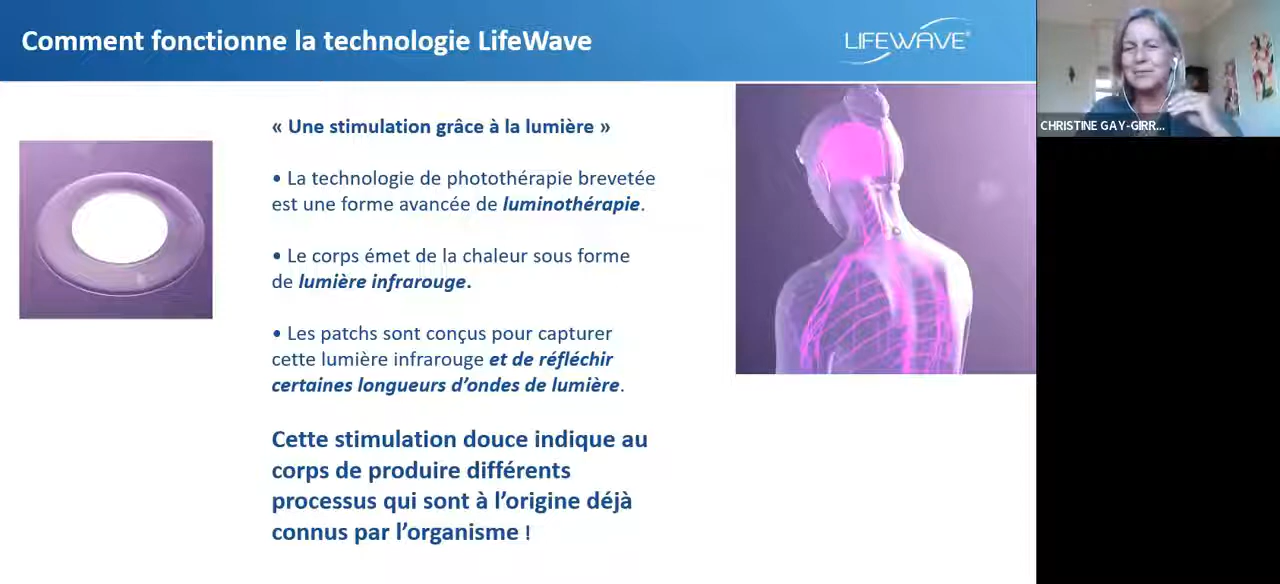 Comment fonctionne la technologie LifeWave
LIFEWAVE®
CHRISTINE GAY-GIRR...
« Une stimulation grâce à la lumière »
• La technologie de photothérapie brevetée
est une forme avancée de luminothérapie.
• Le corps émet de la chaleur sous forme
de lumière infrarouge.
• Les patchs sont conçus pour capturer
cette lumière infrarouge et de réfléchir
certaines longueurs d’ondes de lumière.
Cette stimulation douce indique au
corps de produire différents
processus qui sont à l’origine déjà
connus par l’organisme !